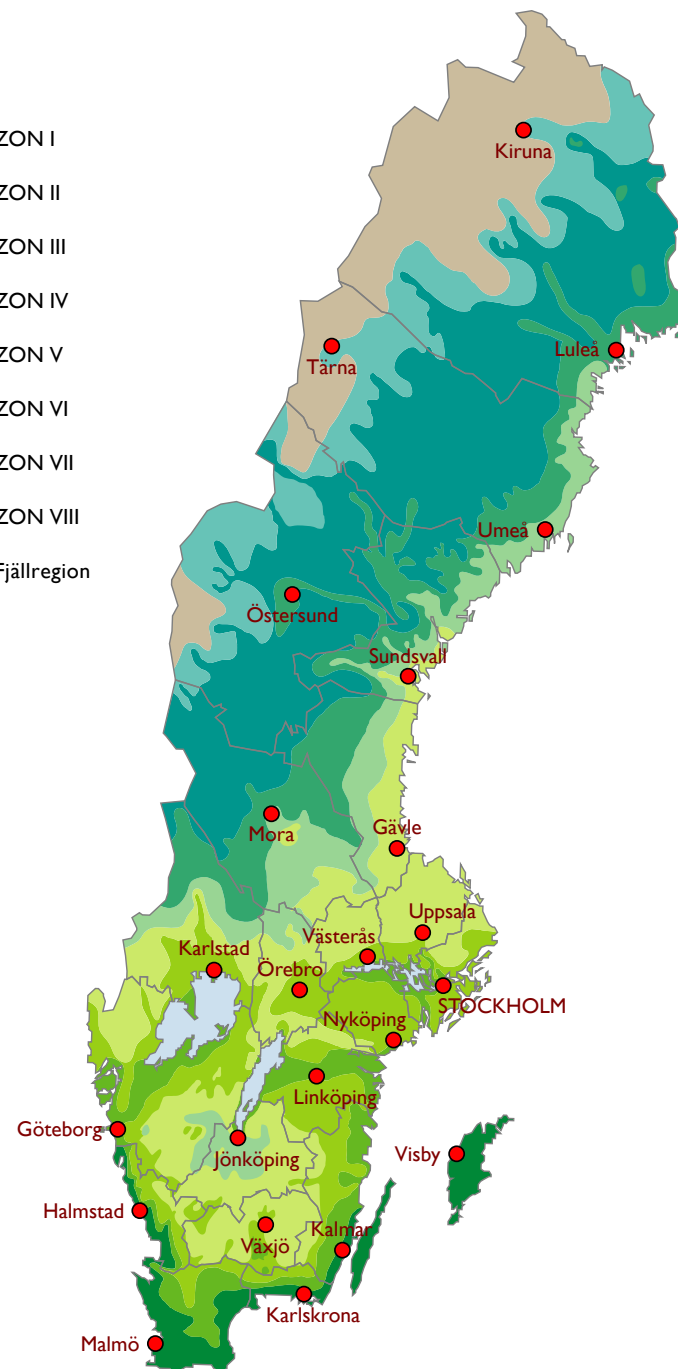 ZON I
ZON II
ZON III
ZON IV
ZON V
ZON VI
ZON VII
ZON VIII
Fjällregion
Kiruna
Tärna
Luleå
Umeå
Östersund
Sundsvall
Mora
Gävle
Uppsala
Västerås
Karlstad
Örebro
STOCKHOLM
Nyköping
Linköping
Göteborg
Jönköping
Visby
Halmstad
Växjö
Kalmar
Karlskrona
Malmö